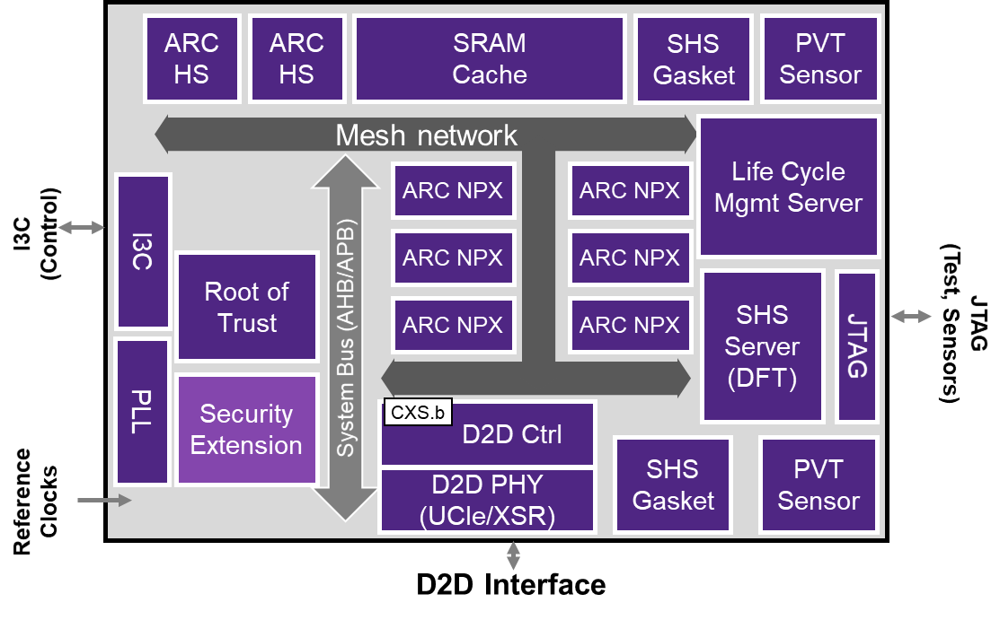 ARC
HS
ARC
HS
SRAM
Cache
SHS
Gasket
PVT
Sensor
Mesh network
Life Cycle
Mgmt Server
ARC NPX
ARC NPX
ARC NPX
ARC NPX
ARC NPX
ARC NPX
I3C
(Control)
I3C
Root of
Trust
System Bus (AHB/APB)
SHS
Server
(DFT)
JTAG
JTAG
(Test, Sensors)
PLL
Security
Extension
CXS.b
D2D Ctrl
D2D PHY
(UCIe/XSR)
SHS
Gasket
PVT
Sensor
Reference
Clocks
D2D Interface